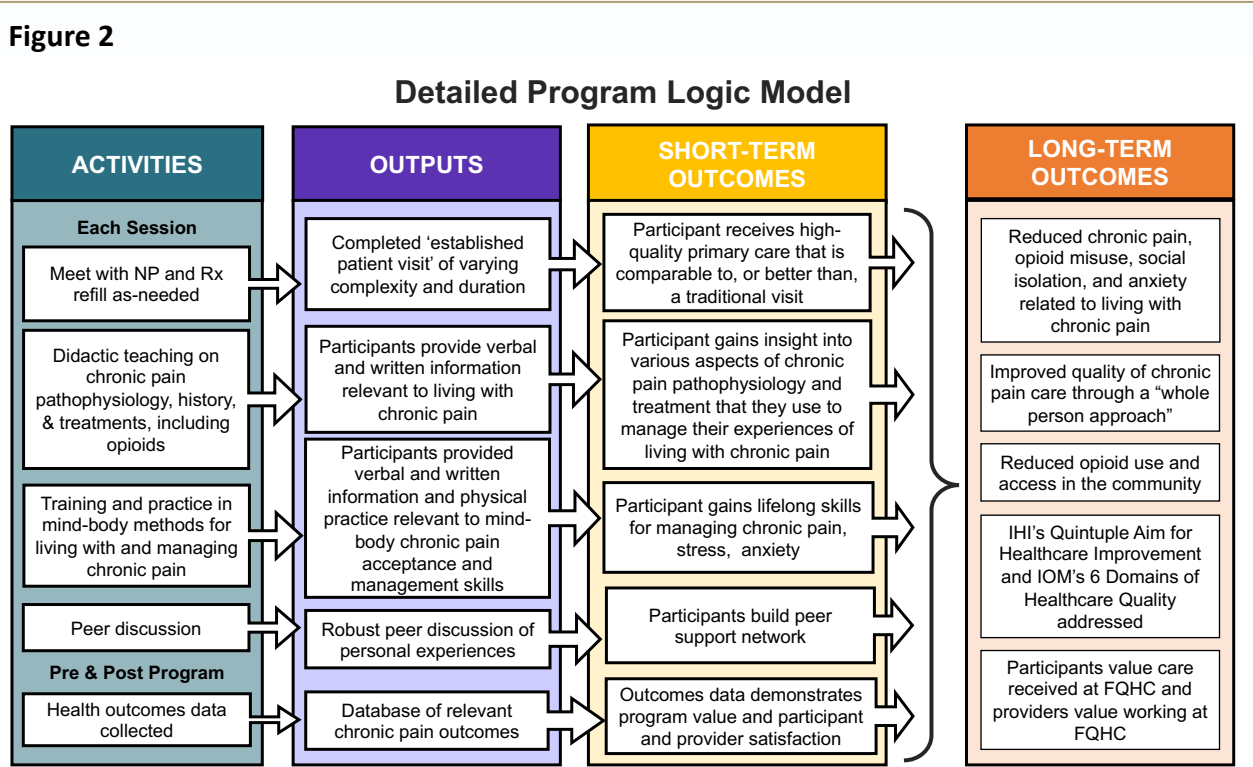 Figure 2
Detailed Program Logic Model
ACTIVITIES
Each Session
Meet with NP and Rx
refill as-needed
Didactic teaching on
chronic pain
pathophysiology, history,
& treatments, including
opioids
Training and practice in
mind-body methods for
living with and managing
chronic pain
Peer discussion
Pre & Post Program
Health outcomes data
collected
OUTPUTS
Completed ‘established
patient visit’ of varying
complexity and duration
Participants provide verbal
and written information
relevant to living with
chronic pain
Participants provided
verbal and written
information and physical
practice relevant to mind-
body chronic pain
acceptance and
management skills
Robust peer discussion of
personal experiences
Database of relevant
chronic pain outcomes
SHORT-TERM
OUTCOMES
Participant receives high-
quality primary care that is
comparable to, or better than,
a traditional visit
Participant gains insight into
various aspects of chronic
pain pathophysiology and
treatment that they use to
manage their experiences of
living with chronic pain
Participant gains lifelong skills
for managing chronic pain,
stress, anxiety
Participants build peer
support network
Outcomes data demonstrates
program value and participant
and provider satisfaction
LONG-TERM
OUTCOMES
Reduced chronic pain,
opioid misuse, social
isolation, and anxiety
related to living with
chronic pain
Improved quality of chronic
pain care through a “whole
person approach”
Reduced opioid use and
access in the community
IHI’s Quintuple Aim for
Healthcare Improvement
and IOM’s 6 Domains of
Healthcare Quality
addressed
Participants value care
received at FQHC and
providers value working at
FQHC